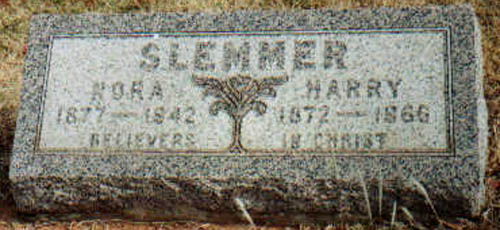 SLEMMER
NORA HARRY
1877-1942 1872-1966
BELIEVERS IN CHRIST